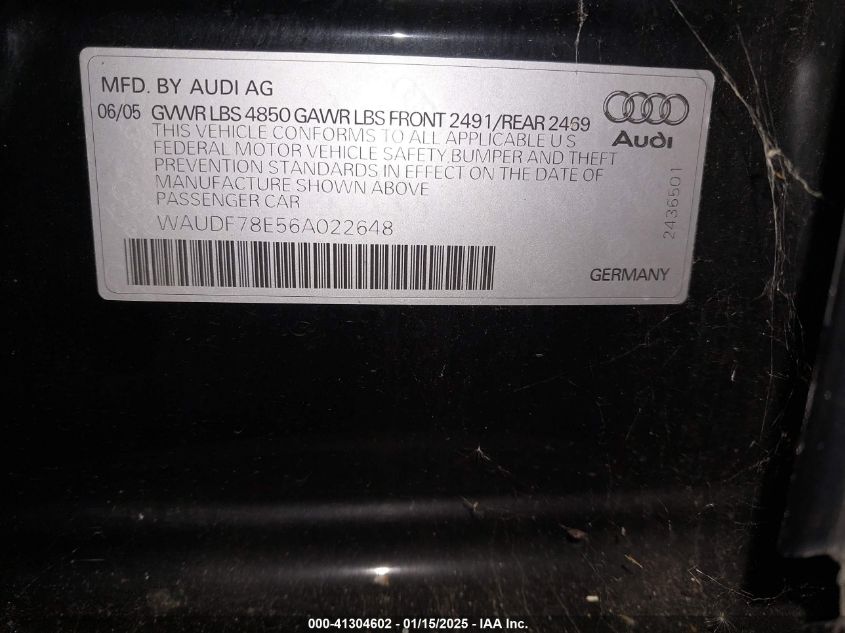 MFD. BY AUDI AG
06/05 GVWR LBS 4850 GAWR LBS FRONT 2491/REAR 2469
THIS VEHICLE CONFORMS TO ALL APPLICABLE U S
FEDERAL MOTOR VEHICLE SAFETY,BUMPER AND THEFT
PREVENTION STANDARDS IN EFFECT ON THE DATE OF
MANUFACTURE SHOWN ABOVE
PASSENGER CAR
WAUDF78E56A022648
Audi
2436501
GERMANY
000-41304602 - 01/15/2025 - IAA Inc.